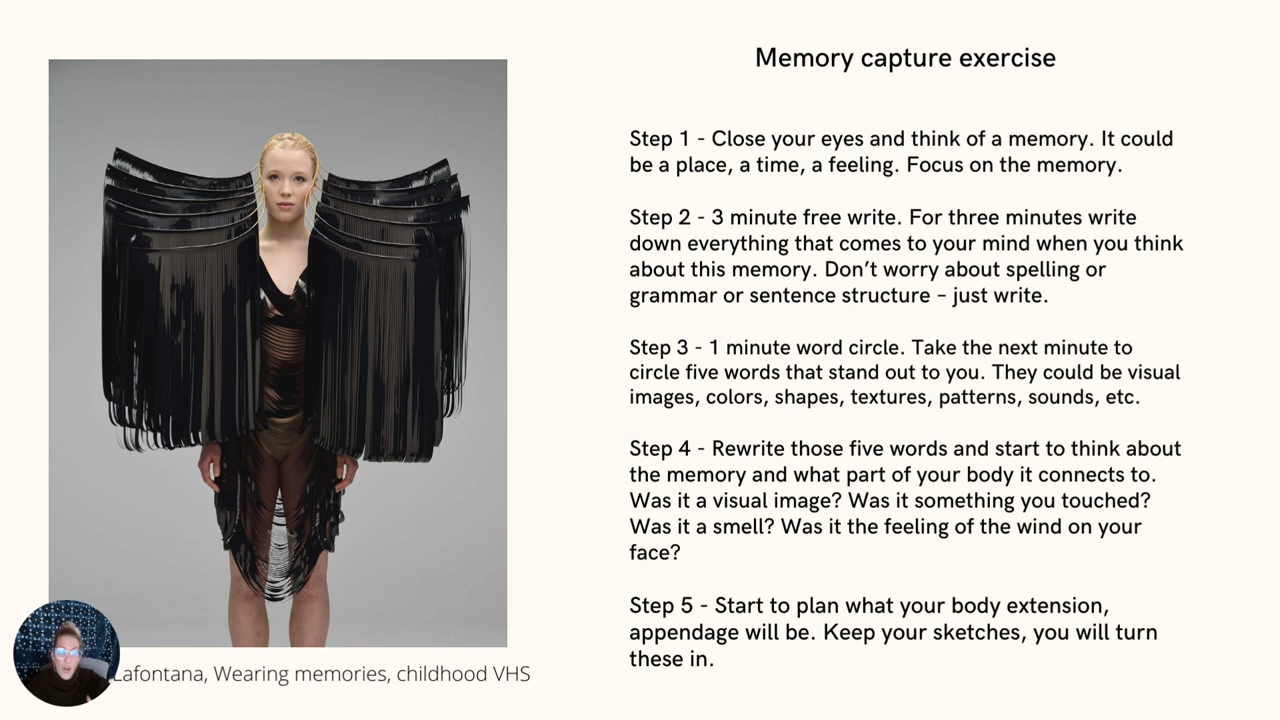 Memory capture exercise
Step 1 - Close your eyes and think of a memory. It could
be a place, a time, a feeling. Focus on the memory.
Step 2 - 3 minute free write. For three minutes write
down everything that comes to your mind when you think
about this memory. Don’t worry about spelling or
grammar or sentence structure – just write.
Step 3 - 1 minute word circle. Take the next minute to
circle five words that stand out to you. They could be visual
images, colors, shapes, textures, patterns, sounds, etc.
Step 4 - Rewrite those five words and start to think about
the memory and what part of your body it connects to.
Was it a visual image? Was it something you touched?
Was it a smell? Was it the feeling of the wind on your
face?
Step 5 - Start to plan what your body extension,
appendage will be. Keep your sketches, you will turn
these in.
Lafontana, Wearing memories, childhood VHS